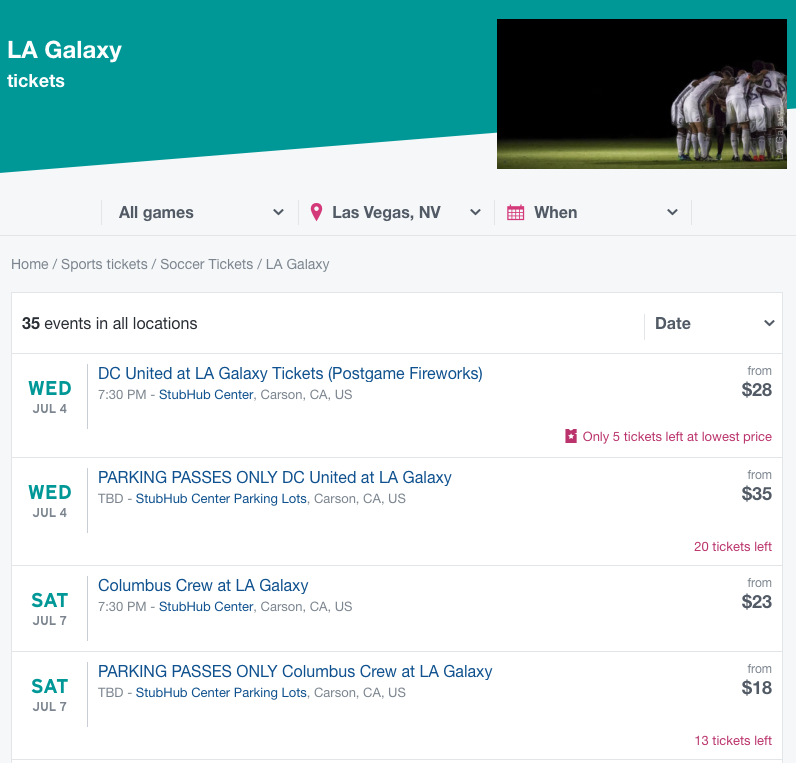 LA Galaxy
tickets
LA Galaxy
All games
Las Vegas, NV
When
Home / Sports tickets / Soccer Tickets / LA Galaxy
35 events in all locations
Date
WED
JUL 4
DC United at LA Galaxy Tickets (Postgame Fireworks)
7:30 PM - StubHub Center, Carson, CA, US
from
$28
Only 5 tickets left at lowest price
WED
JUL 4
PARKING PASSES ONLY DC United at LA Galaxy
TBD - StubHub Center Parking Lots, Carson, CA, US
from
$35
20 tickets left
SAT
JUL 7
Columbus Crew at LA Galaxy
7:30 PM - StubHub Center, Carson, CA, US
from
$23
SAT
JUL 7
PARKING PASSES ONLY Columbus Crew at LA Galaxy
TBD - StubHub Center Parking Lots, Carson, CA, US
from
$18
13 tickets left